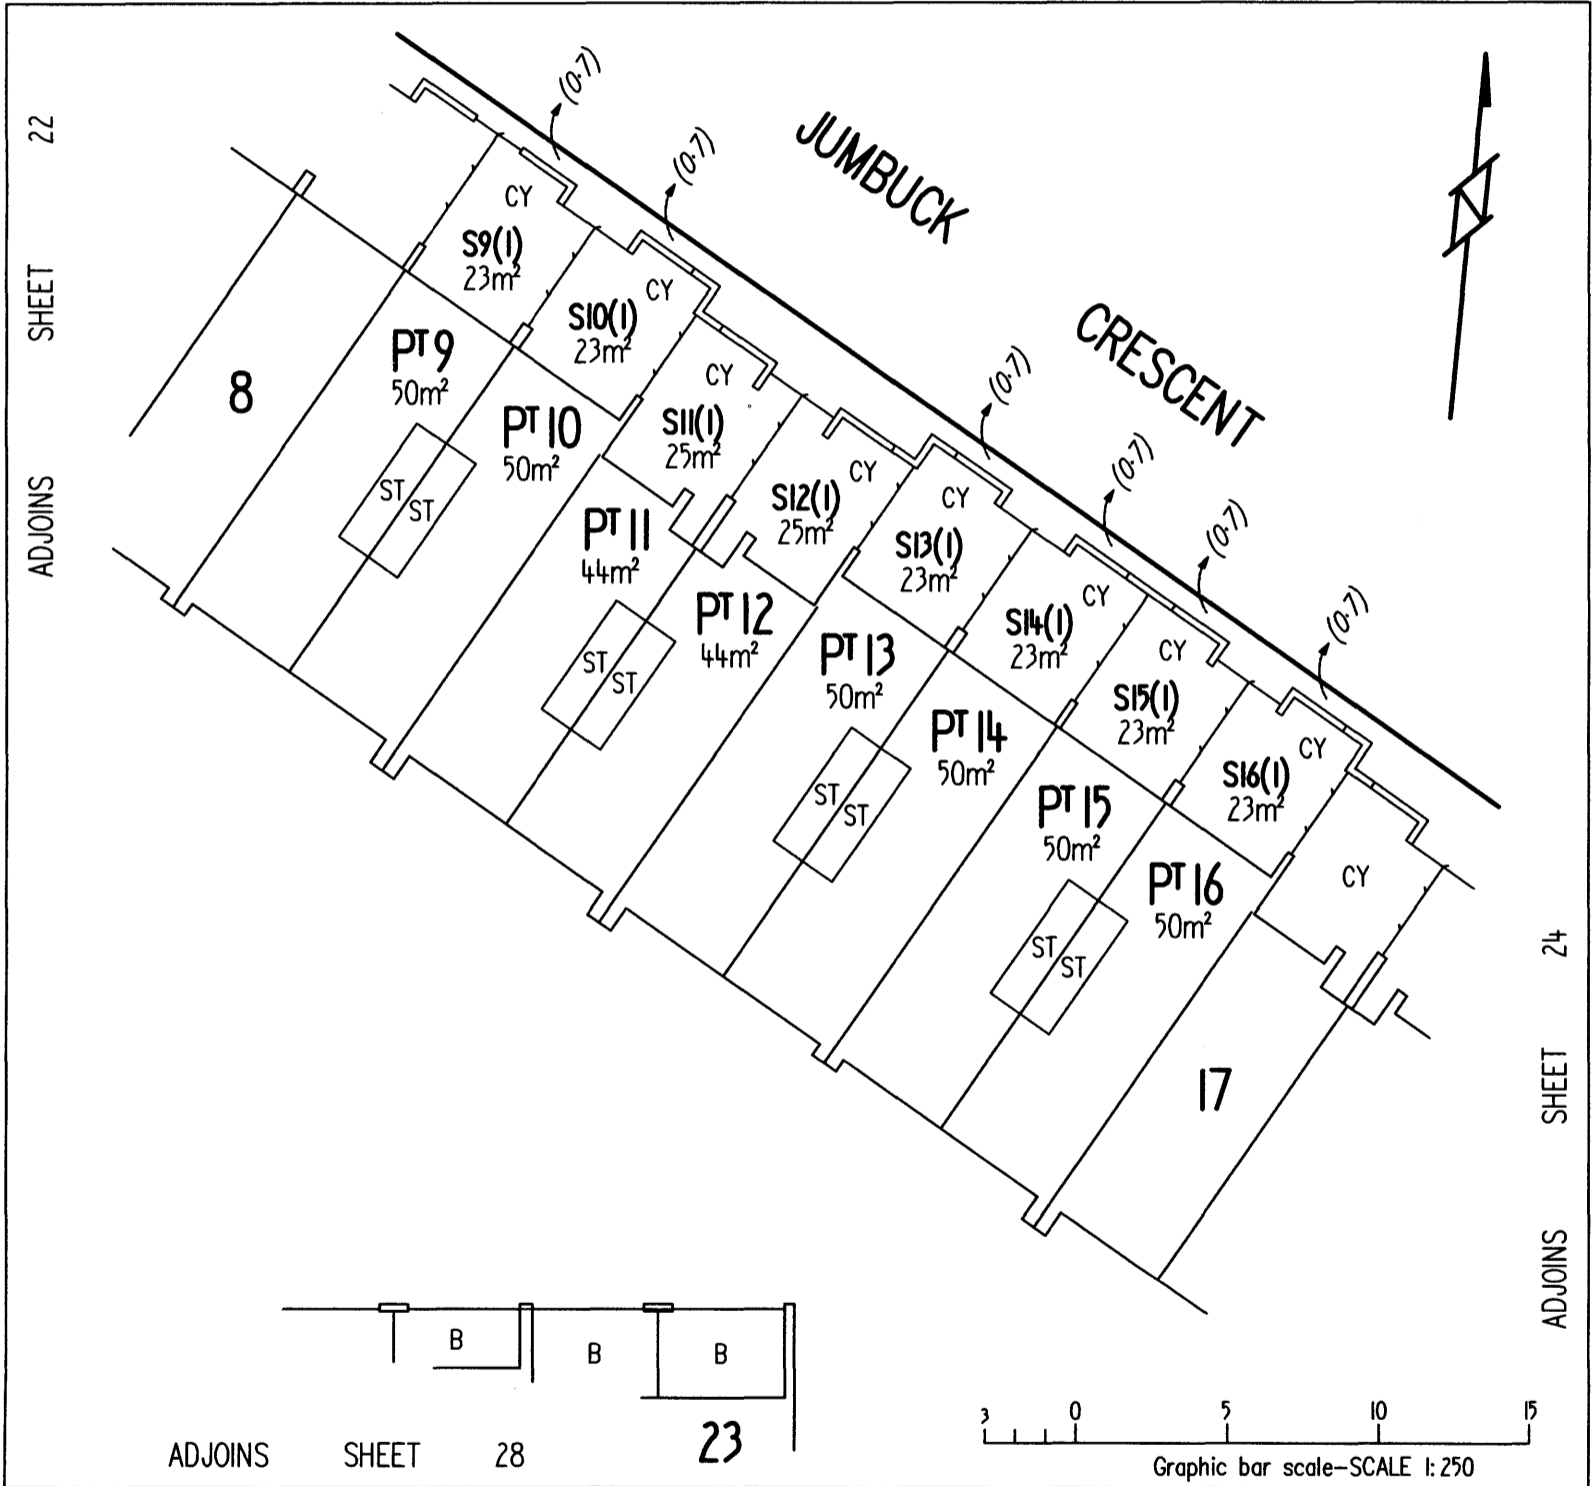 (0·7)
(0·7)
JUMBUCK
CRESCENT
(0·7)
(0·7)
(0·7)
(0·7)
ADJOINS SHEET 22
CY
S9(1)
23m²
CY
S10(1)
23m²
CY
S11(1)
25m²
CY
S12(1)
25m²
CY
S13(1)
23m²
CY
S14(1)
23m²
CY
S15(1)
23m²
CY
S16(1)
23m²
CY
8
PT 9
50m²
PT 10
50m²
ST
ST
PT 11
44m²
PT 12
44m²
ST
ST
PT 13
50m²
PT 14
50m²
ST
ST
PT 15
50m²
PT 16
50m²
ST
ST
17
ADJOINS SHEET 24
B
B
B
23
ADJOINS SHEET 28
3 0 5 10 15
Graphic bar scale–SCALE 1:250